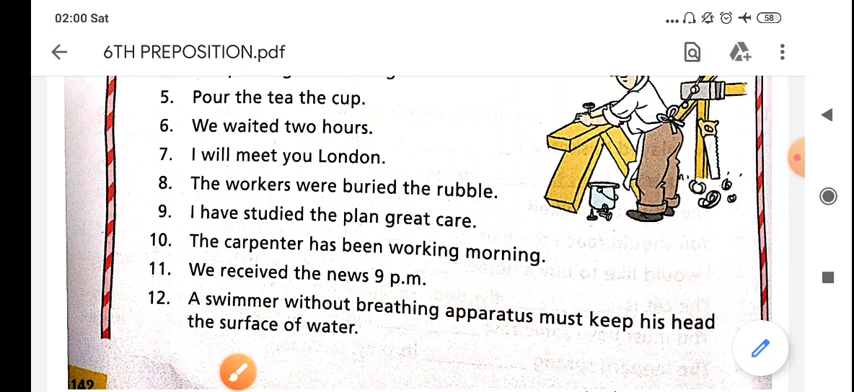 02:00 Sat
58
6TH PREPOSITION.pdf
5. Pour the tea the cup.
6. We waited two hours.
7. I will meet you London.
8. The workers were buried the rubble.
9. I have studied the plan great care.
10. The carpenter has been working morning.
11. We received the news 9 p.m.
12. A swimmer without breathing apparatus must keep his head
the surface of water.
142